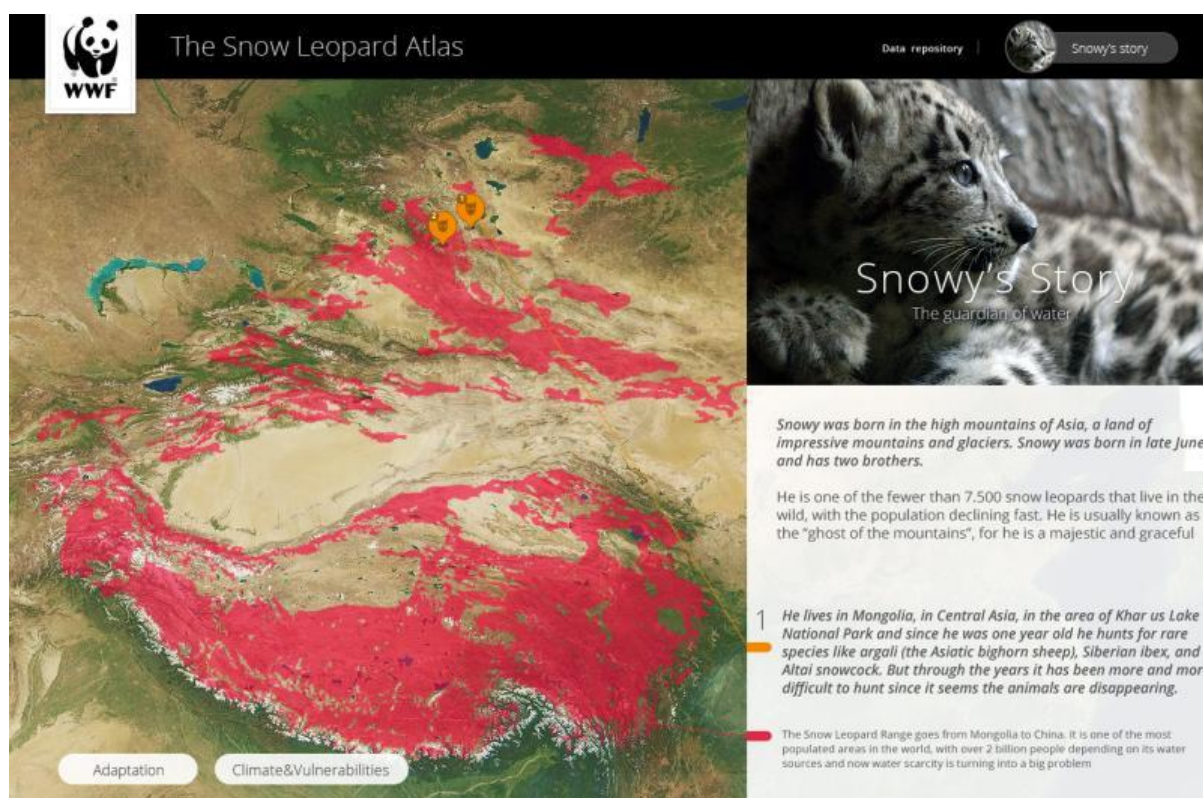 WWF
The Snow Leopard Atlas
Data repository
Snowy's story
Snowy's Story
The guardian of water
Snowy was born in the high mountains of Asia, a land of
impressive mountains and glaciers. Snowy was born in late June
and has two brothers.
He is one of the fewer than 7.500 snow leopards that live in the
wild, with the population declining fast. He is usually known as
the "ghost of the mountains", for he is a majestic and graceful
1
He lives in Mongolia, in Central Asia, in the area of Khar us Lake
National Park and since he was one year old he hunts for rare
species like argali (the Asiatic bighorn sheep), Siberian ibex, and
Altai snowcock. But through the years it has been more and mor
difficult to hunt since it seems the animals are disappearing.
The Snow Leopard Range goes from Mongolia to China. It is one of the most
populated areas in the world, with over 2 billion people depending on its water
sources and now water scarcity is turning into a big problem
Adaptation
Climate&Vulnerabilities